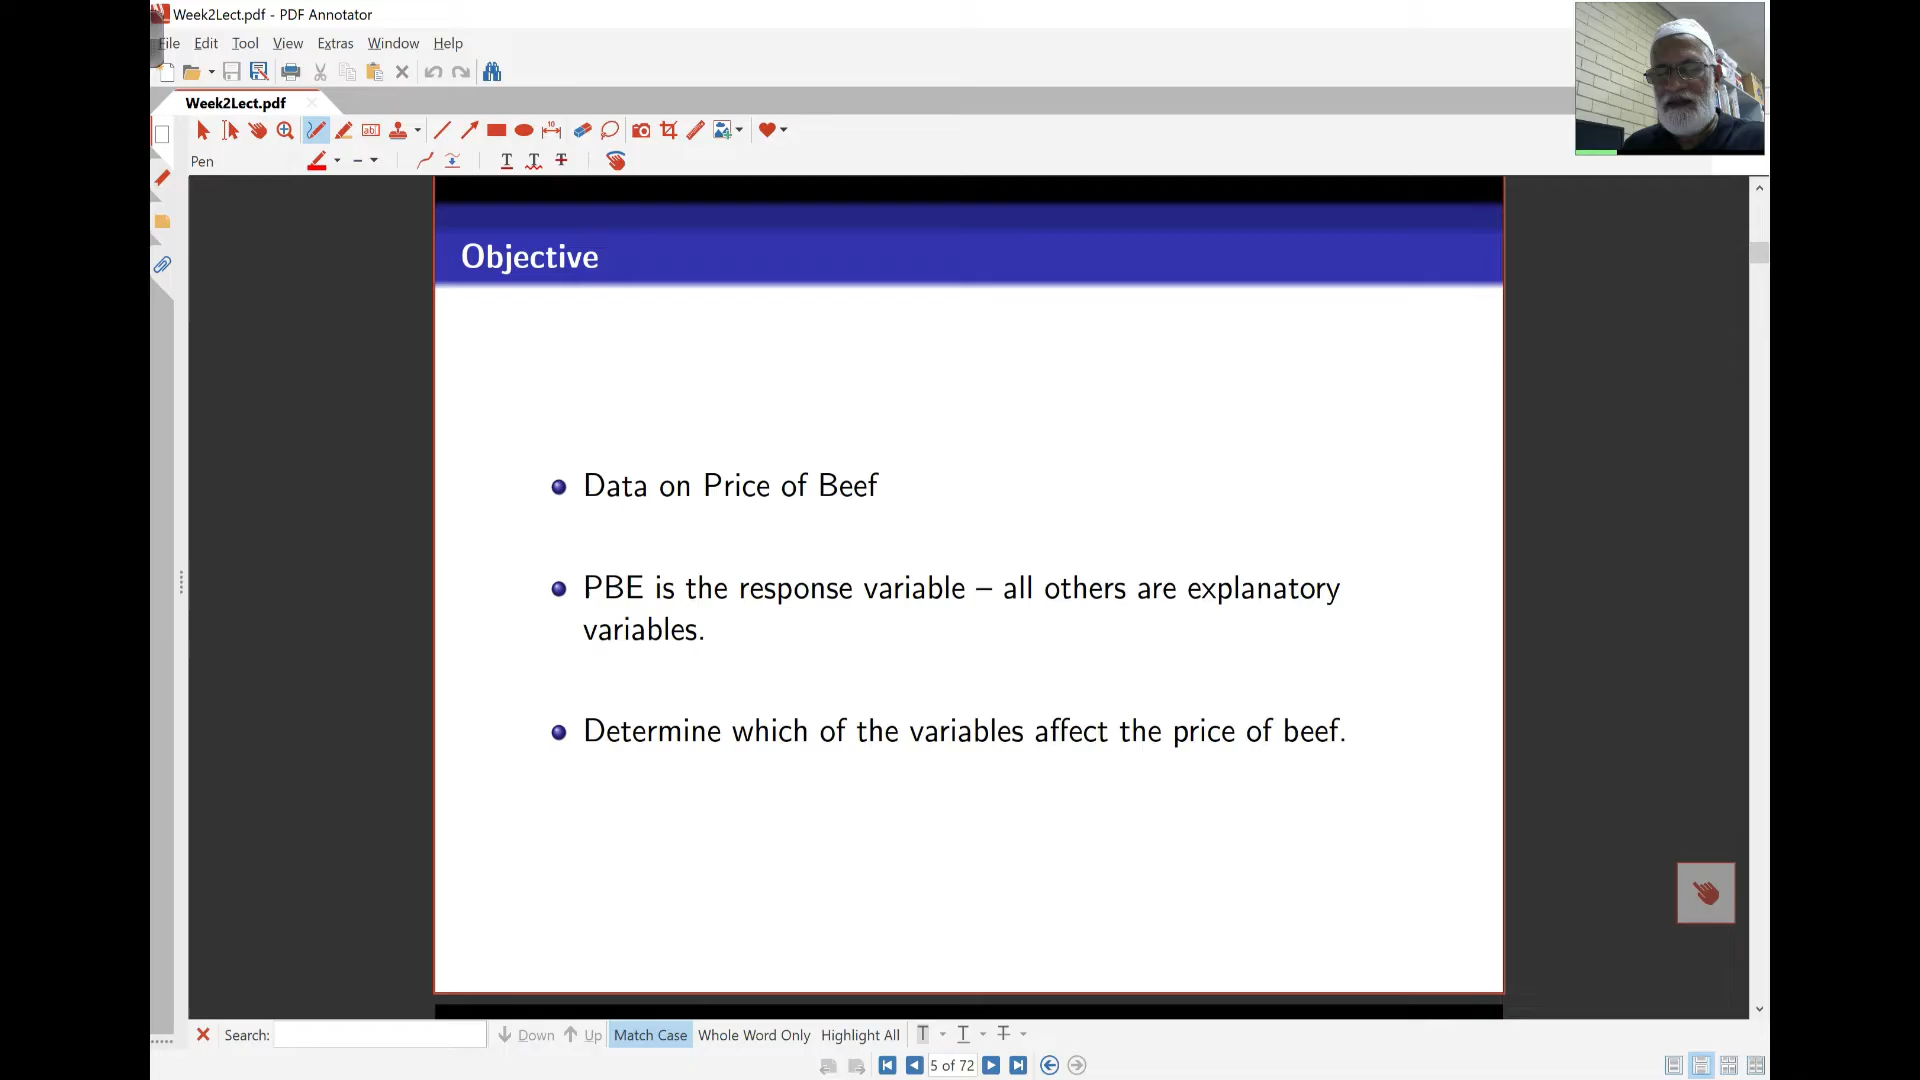 Week2Lect.pdf - PDF Annotator
File Edit Tool View Extras Window Help
Week2Lect.pdf
Pen
Objective
Data on Price of Beef
PBE is the response variable – all others are explanatory
variables.
Determine which of the variables affect the price of beef.
Search: Down Up Match Case Whole Word Only Highlight All
5 of 72